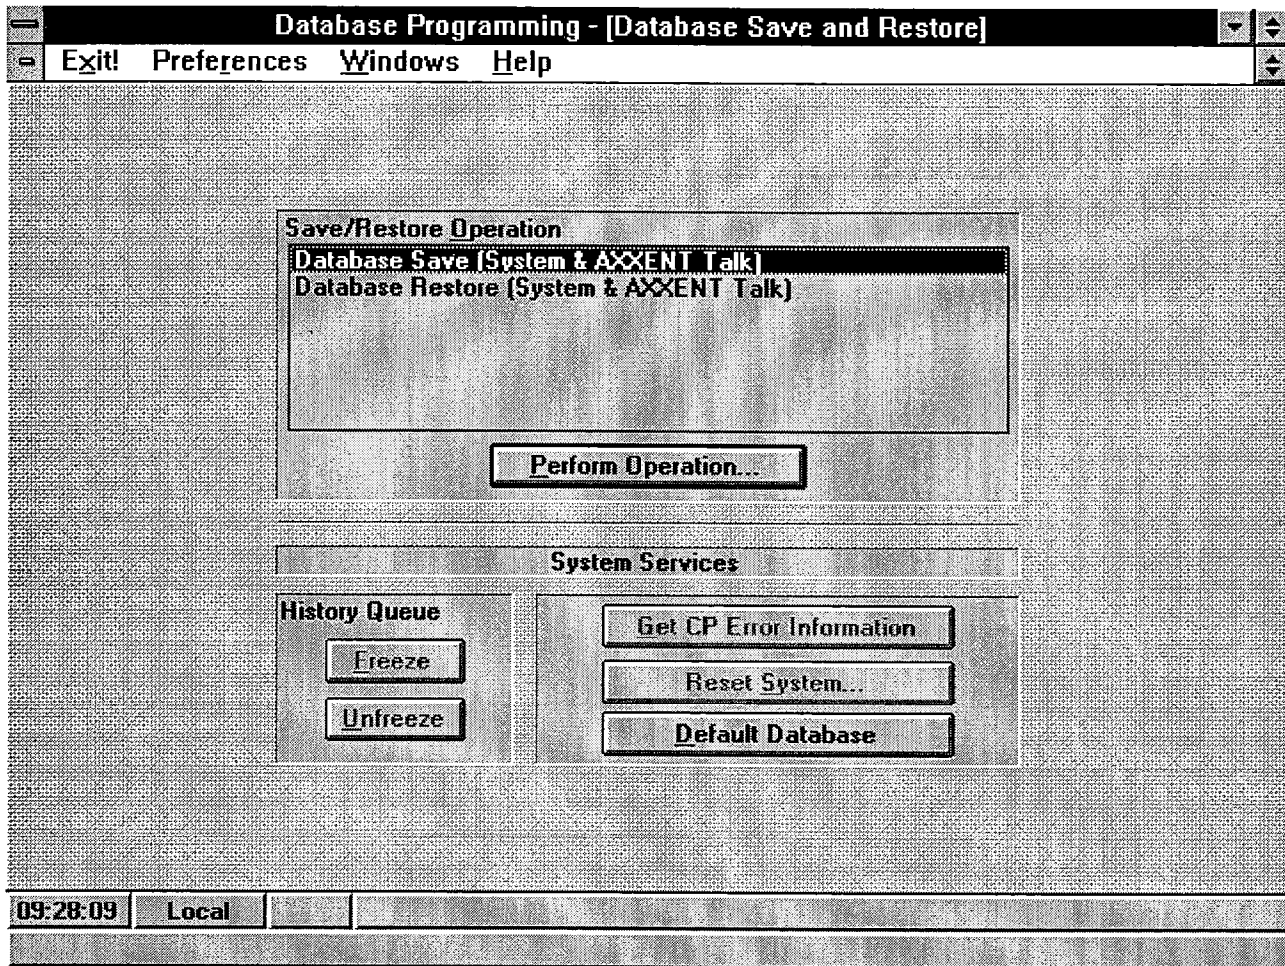 Database Programming - [Database Save and Restore]
Exit! Preferences Windows Help
Save/Restore Operation
Database Save (System & AXXENT Talk)
Database Restore (System & AXXENT Talk)
Perform Operation...
System Services
History Queue
Freeze
Unfreeze
Get CP Error Information
Reset System...
Default Database
09:28:09 Local